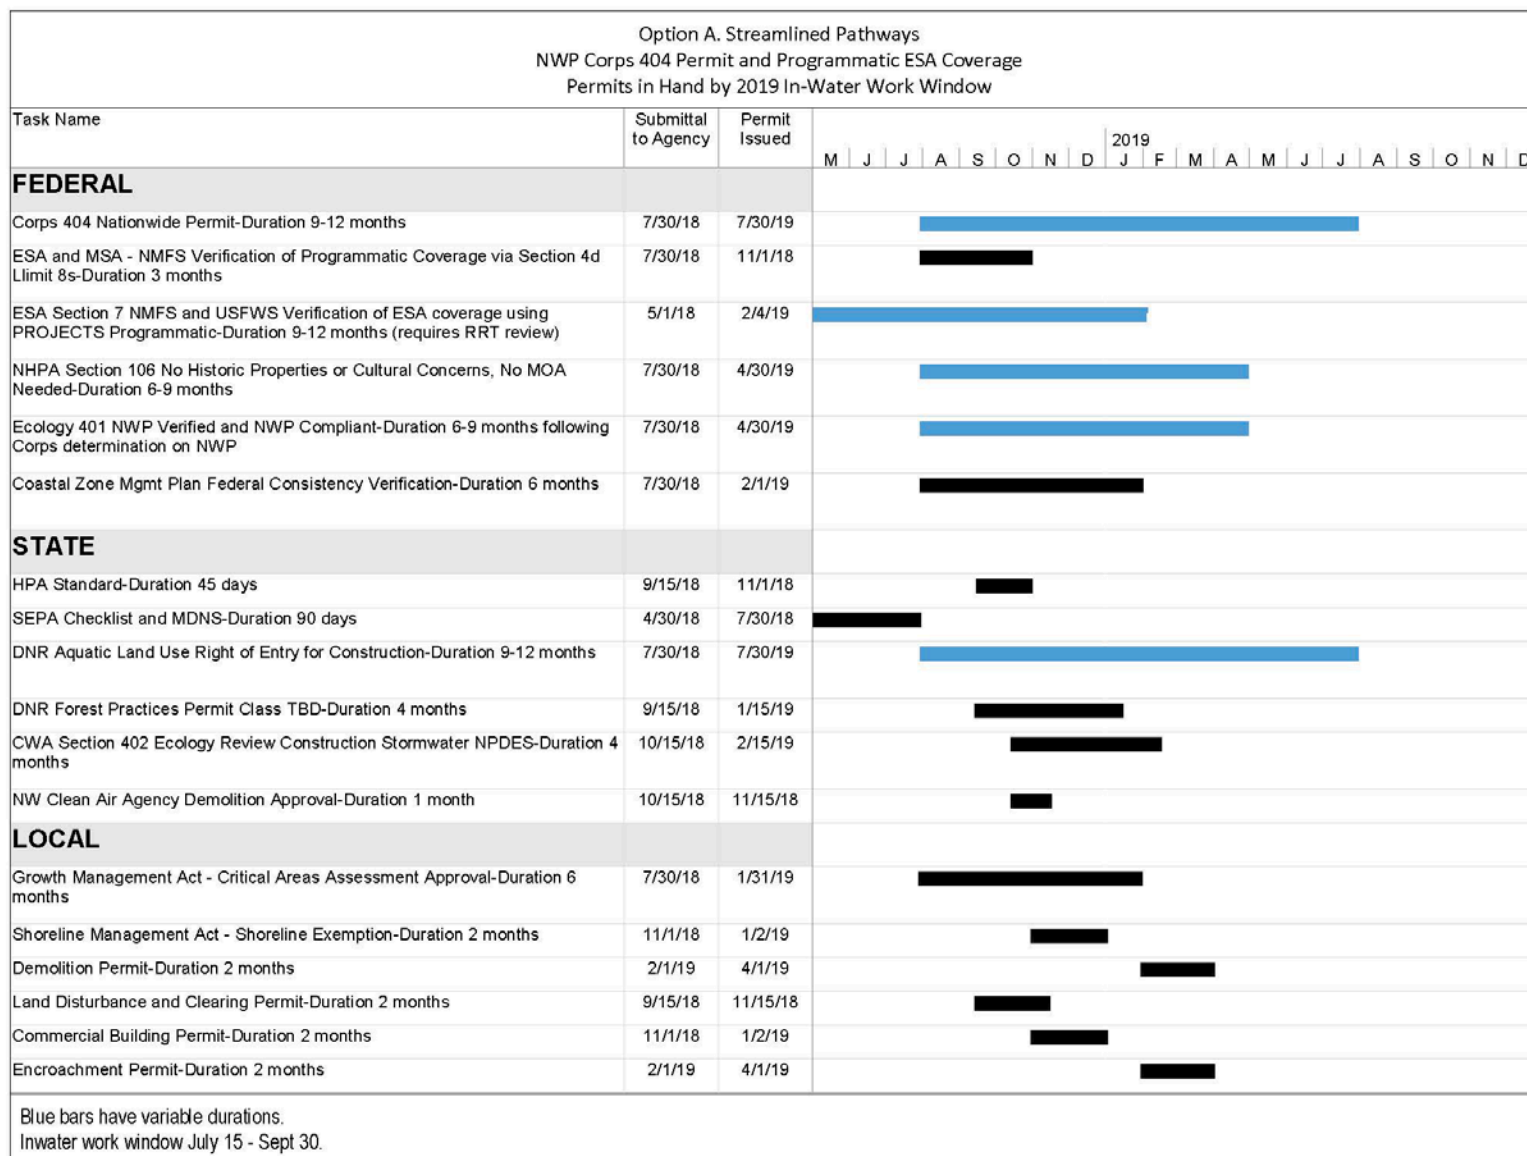 Option A. Streamlined Pathways
NWP Corps 404 Permit and Programmatic ESA Coverage
Permits in Hand by 2019 In-Water Work Window
Task Name
Submittal to Agency
Permit Issued
2019
M J J A S O N D J F M A M J J A S O N D
FEDERAL
Corps 404 Nationwide Permit-Duration 9-12 months 7/30/18 7/30/19
ESA and MSA - NMFS Verification of Programmatic Coverage via Section 4d 7/30/18 11/1/18
Llimit 8s-Duration 3 months
ESA Section 7 NMFS and USFWS Verification of ESA coverage using 5/1/18 2/4/19
PROJECTS Programmatic-Duration 9-12 months (requires RRT review)
NHPA Section 106 No Historic Properties or Cultural Concerns, No MOA 7/30/18 4/30/19
Needed-Duration 6-9 months
Ecology 401 NWP Verified and NWP Compliant-Duration 6-9 months following 7/30/18 4/30/19
Corps determination on NWP
Coastal Zone Mgmt Plan Federal Consistency Verification-Duration 6 months 7/30/18 2/1/19
STATE
HPA Standard-Duration 45 days 9/15/18 11/1/18
SEPA Checklist and MDNS-Duration 90 days 4/30/18 7/30/18
DNR Aquatic Land Use Right of Entry for Construction-Duration 9-12 months 7/30/18 7/30/19
DNR Forest Practices Permit Class TBD-Duration 4 months 9/15/18 1/15/19
CWA Section 402 Ecology Review Construction Stormwater NPDES-Duration 4 10/15/18 2/15/19
months
NW Clean Air Agency Demolition Approval-Duration 1 month 10/15/18 11/15/18
LOCAL
Growth Management Act - Critical Areas Assessment Approval-Duration 6 7/30/18 1/31/19
months
Shoreline Management Act - Shoreline Exemption-Duration 2 months 11/1/18 1/2/19
Demolition Permit-Duration 2 months 2/1/19 4/1/19
Land Disturbance and Clearing Permit-Duration 2 months 9/15/18 11/15/18
Commercial Building Permit-Duration 2 months 11/1/18 1/2/19
Encroachment Permit-Duration 2 months 2/1/19 4/1/19
Blue bars have variable durations.
Inwater work window July 15 - Sept 30.